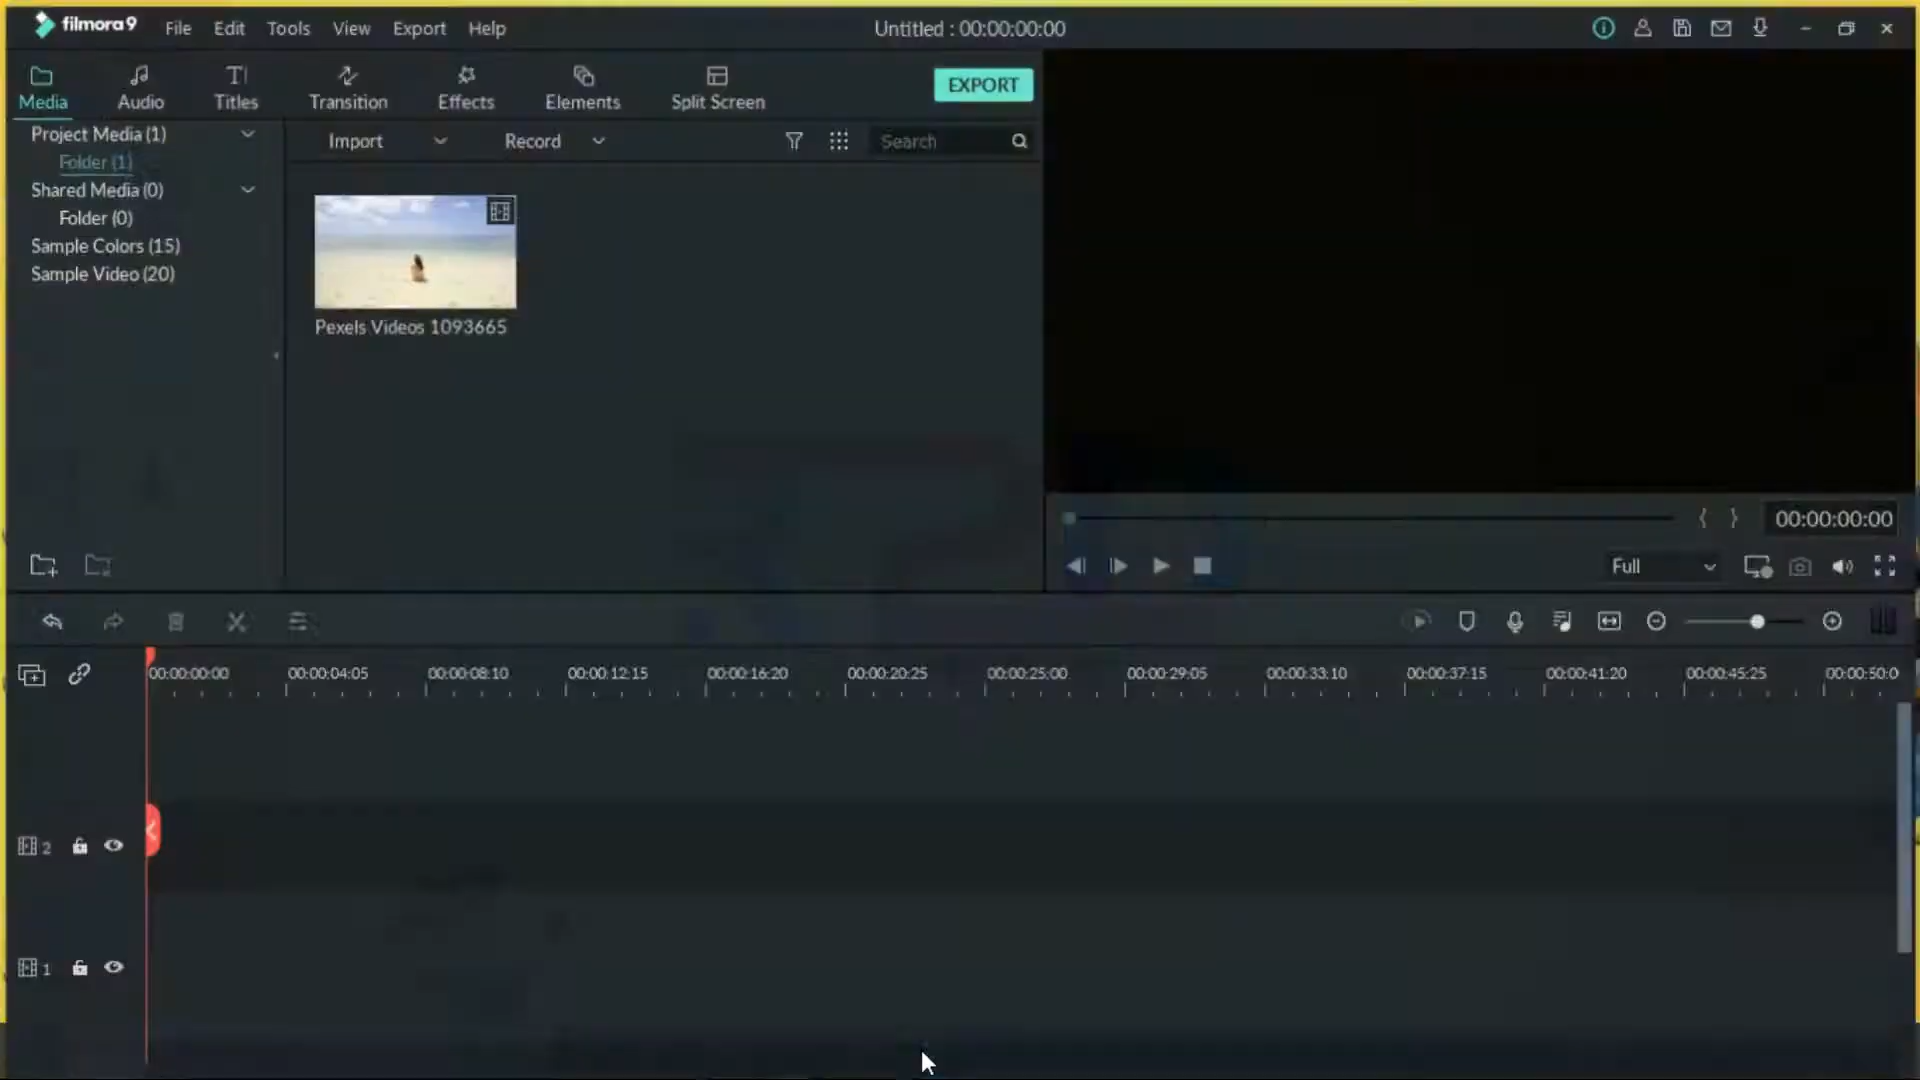 filmora9 File Edit Tools View Export Help Untitled : 00:00:00:00
Media Audio Titles Transition Effects Elements Split Screen EXPORT
Project Media (1)
Folder (1)
Shared Media (0)
Folder (0)
Sample Colors (15)
Sample Video (20)
Import Record Search
Pexels Videos 1093665
00:00:00:00
Full
00:00:00:00 00:00:04:05 00:00:08:10 00:00:12:15 00:00:16:20 00:00:20:25 00:00:25:00 00:00:29:05 00:00:33:10 00:00:37:15 00:00:41:20 00:00:45:25 00:00:50:0
2
1